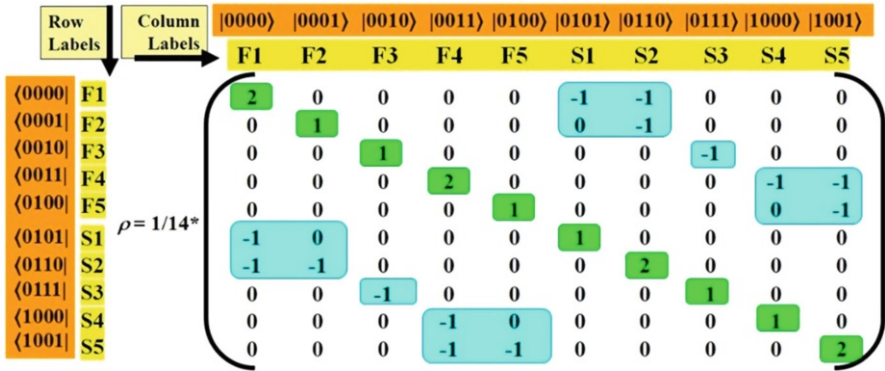 Row Labels Column Labels |0000⟩ |0001⟩ |0010⟩ |0011⟩ |0100⟩ |0101⟩ |0110⟩ |0111⟩ |1000⟩ |1001⟩
F1 F2 F3 F4 F5 S1 S2 S3 S4 S5
⟨0000| F1 2 0 0 0 0 -1 -1 0 0 0
⟨0001| F2 0 1 0 0 0 0 -1 0 0 0
⟨0010| F3 0 0 1 0 0 0 0 -1 0 0
⟨0011| F4 0 0 0 2 0 0 0 0 -1 -1
⟨0100| F5 0 0 0 0 1 0 0 0 0 -1
ρ = 1/14*
⟨0101| S1 -1 0 0 0 0 1 0 0 0 0
⟨0110| S2 -1 -1 0 0 0 0 2 0 0 0
⟨0111| S3 0 0 -1 0 0 0 0 1 0 0
⟨1000| S4 0 0 0 -1 0 0 0 0 1 0
⟨1001| S5 0 0 0 -1 -1 0 0 0 0 2